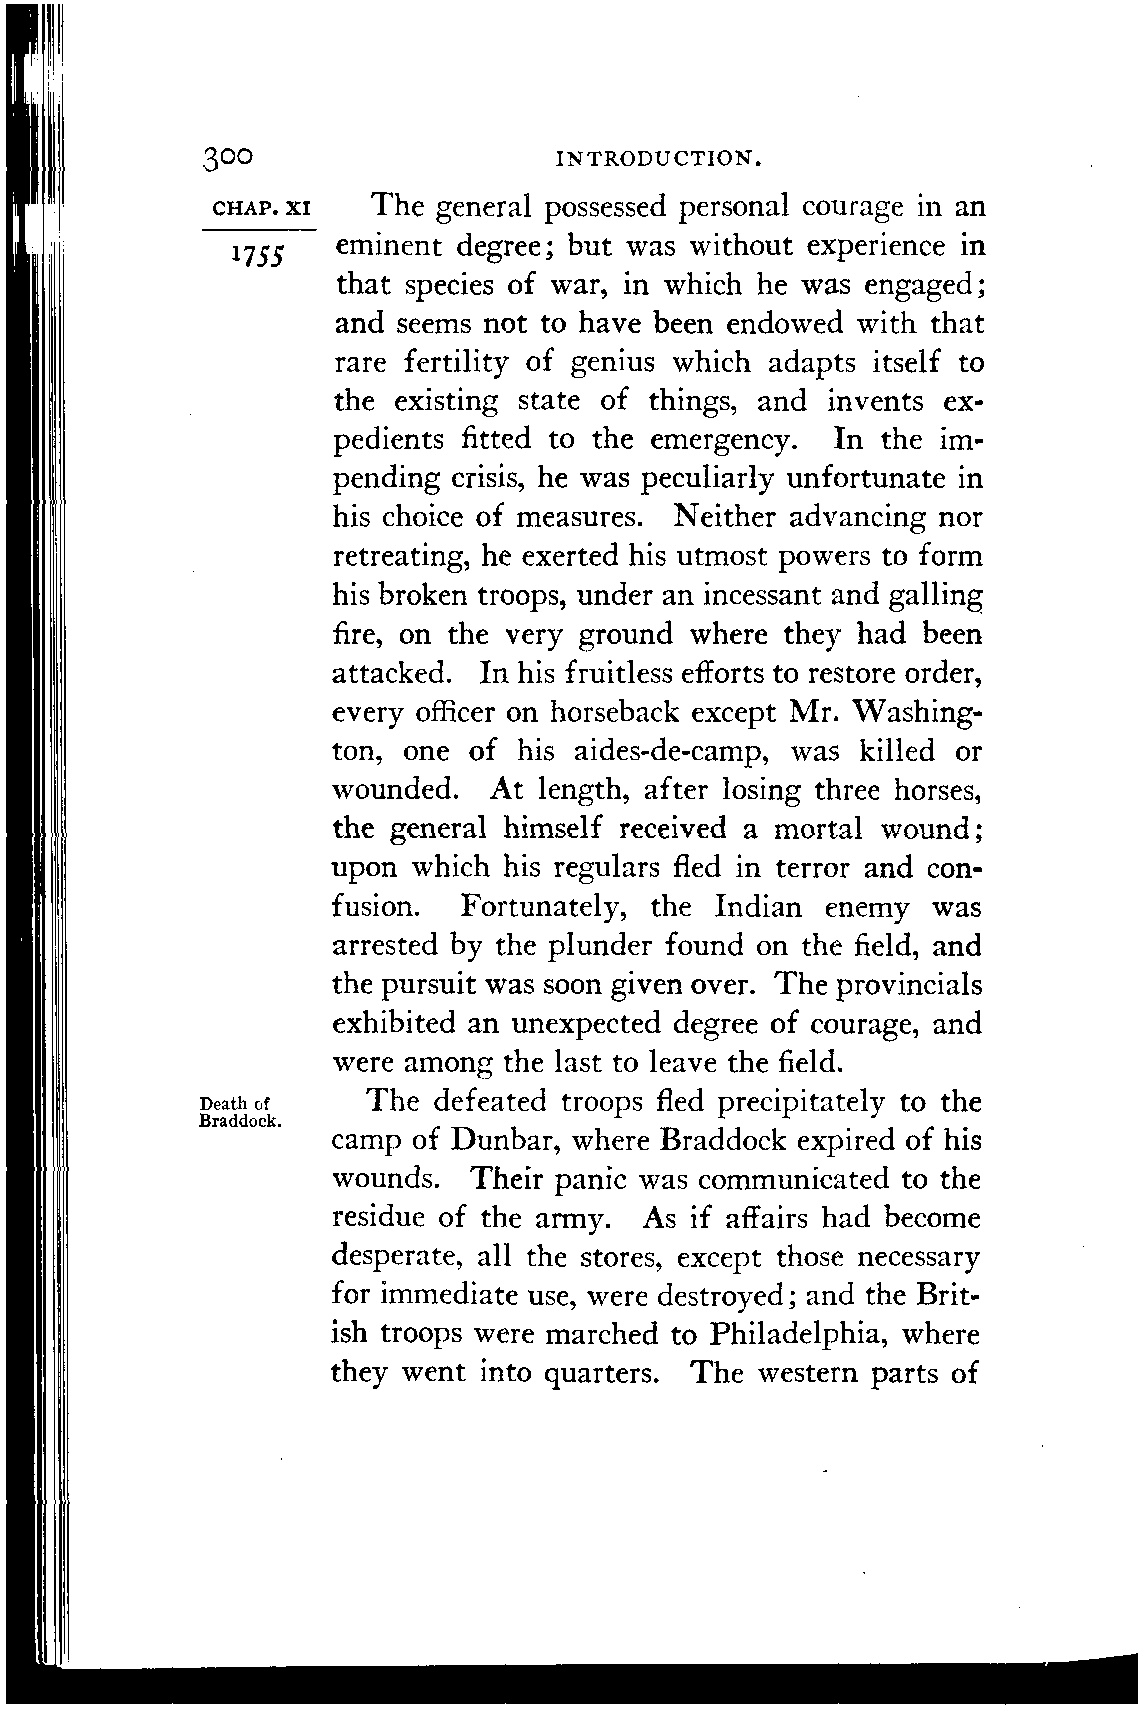 300 INTRODUCTION.
CHAP. XI
1755
The general possessed personal courage in an
eminent degree; but was without experience in
that species of war, in which he was engaged;
and seems not to have been endowed with that
rare fertility of genius which adapts itself to
the existing state of things, and invents ex-
pedients fitted to the emergency. In the im-
pending crisis, he was peculiarly unfortunate in
his choice of measures. Neither advancing nor
retreating, he exerted his utmost powers to form
his broken troops, under an incessant and galling
fire, on the very ground where they had been
attacked. In his fruitless efforts to restore order,
every officer on horseback except Mr. Washing-
ton, one of his aides-de-camp, was killed or
wounded. At length, after losing three horses,
the general himself received a mortal wound;
upon which his regulars fled in terror and con-
fusion. Fortunately, the Indian enemy was
arrested by the plunder found on the field, and
the pursuit was soon given over. The provincials
exhibited an unexpected degree of courage, and
were among the last to leave the field.
Death of
Braddock.
The defeated troops fled precipitately to the
camp of Dunbar, where Braddock expired of his
wounds. Their panic was communicated to the
residue of the army. As if affairs had become
desperate, all the stores, except those necessary
for immediate use, were destroyed; and the Brit-
ish troops were marched to Philadelphia, where
they went into quarters. The western parts of